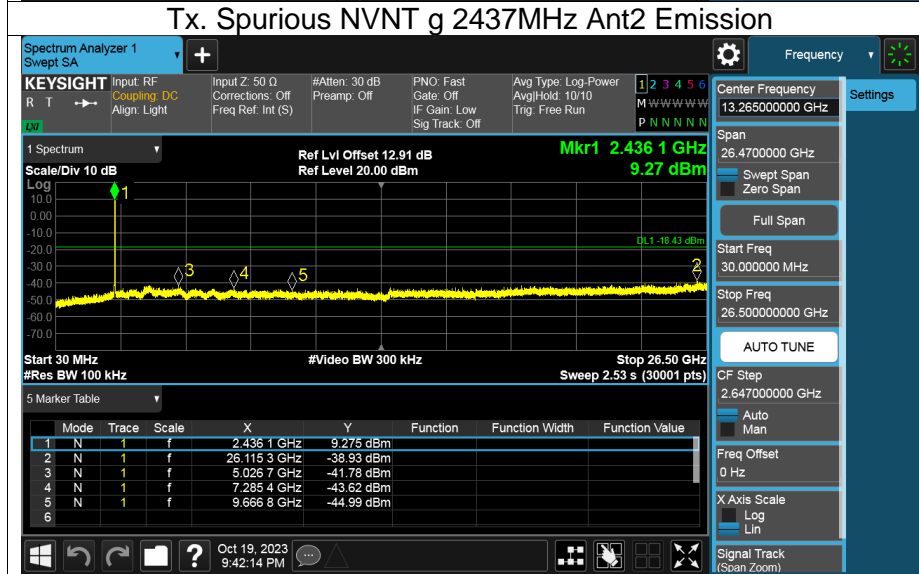 Tx. Spurious NVNT g 2437MHz Ant2 Emission
Spectrum Analyzer 1
Swept SA
+
Frequency
KEYSIGHT
R T
LXI
Input: RF
Coupling: DC
Align: Light
Input Z: 50 Ω
Corrections: Off
Freq Ref: Int (S)
#Atten: 30 dB
Preamp: Off
PNO: Fast
Gate: Off
IF Gain: Low
Sig Track: Off
Avg Type: Log-Power
Avg|Hold: 10/10
Trig: Free Run
1 2 3 4 5 6
M W W W W W
P N N N N N
1 Spectrum
Scale/Div 10 dB
Ref Lvl Offset 12.91 dB
Ref Level 20.00 dBm
Mkr1 2.436 1 GHz
9.27 dBm
Log
10.0
0.00
-10.0
-20.0
-30.0
-40.0
-50.0
-60.0
-70.0
1
DL1 -18.43 dBm
2
3
4
5
Start 30 MHz
#Res BW 100 kHz
#Video BW 300 kHz
Stop 26.50 GHz
Sweep 2.53 s (30001 pts)
5 Marker Table
Mode Trace Scale X Y Function Function Width Function Value
1 N 1 f 2.436 1 GHz 9.275 dBm
2 N 1 f 26.115 3 GHz -38.93 dBm
3 N 1 f 5.026 7 GHz -41.78 dBm
4 N 1 f 7.285 4 GHz -43.62 dBm
5 N 1 f 9.666 8 GHz -44.99 dBm
6
?
Oct 19, 2023
9:42:14 PM
Center Frequency
13.265000000 GHz
Settings
Span
26.4700000 GHz
Swept Span
Zero Span
Full Span
Start Freq
30.000000 MHz
Stop Freq
26.500000000 GHz
AUTO TUNE
CF Step
2.647000000 GHz
Auto
Man
Freq Offset
0 Hz
X Axis Scale
Log
Lin
Signal Track
(Span Zoom)